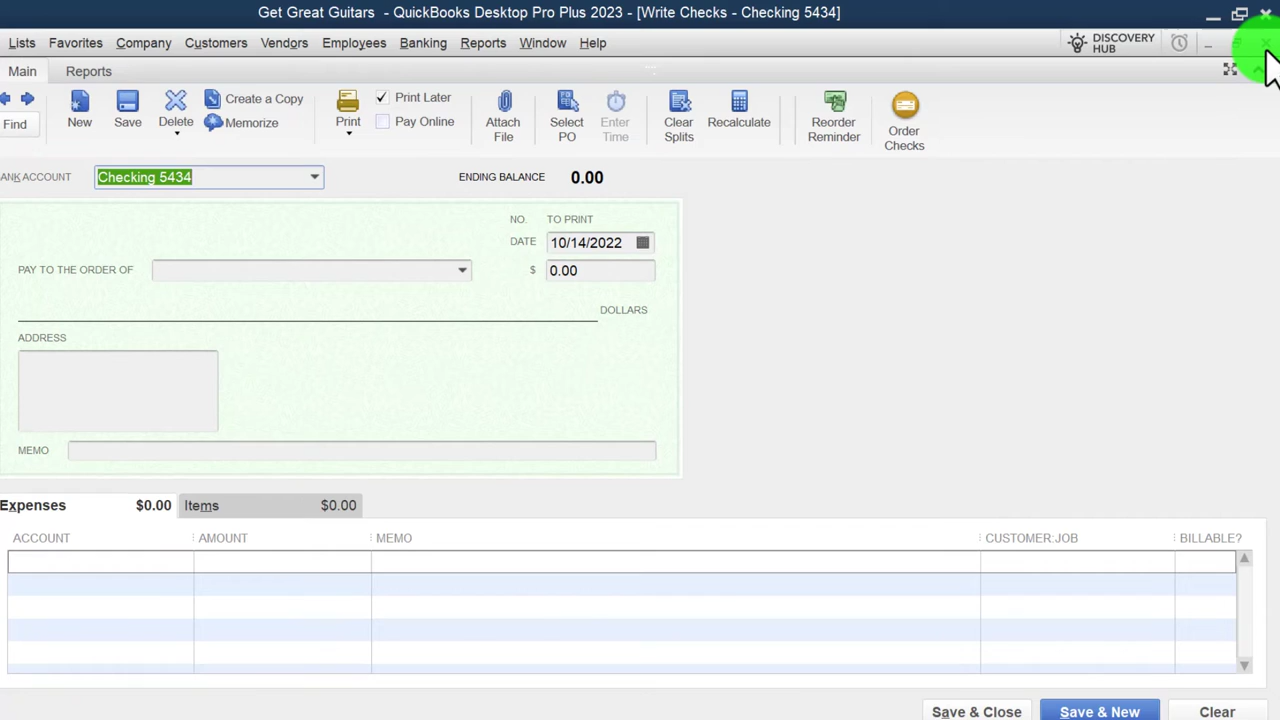 Get Great Guitars - QuickBooks Desktop Pro Plus 2023 - [Write Checks - Checking 5434]
Lists Favorites Company Customers Vendors Employees Banking Reports Window Help DISCOVERY HUB
Main Reports
Find New Save Delete Create a Copy Memorize Print Print Later Pay Online Attach File Select PO Enter Time Clear Splits Recalculate Reorder Reminder Order Checks
ANK ACCOUNT Checking 5434 ENDING BALANCE 0.00
NO. TO PRINT
DATE 10/14/2022
PAY TO THE ORDER OF $ 0.00
DOLLARS
ADDRESS
MEMO
Expenses $0.00 Items $0.00
ACCOUNT AMOUNT MEMO CUSTOMER:JOB BILLABLE?
Save & Close Save & New Clear